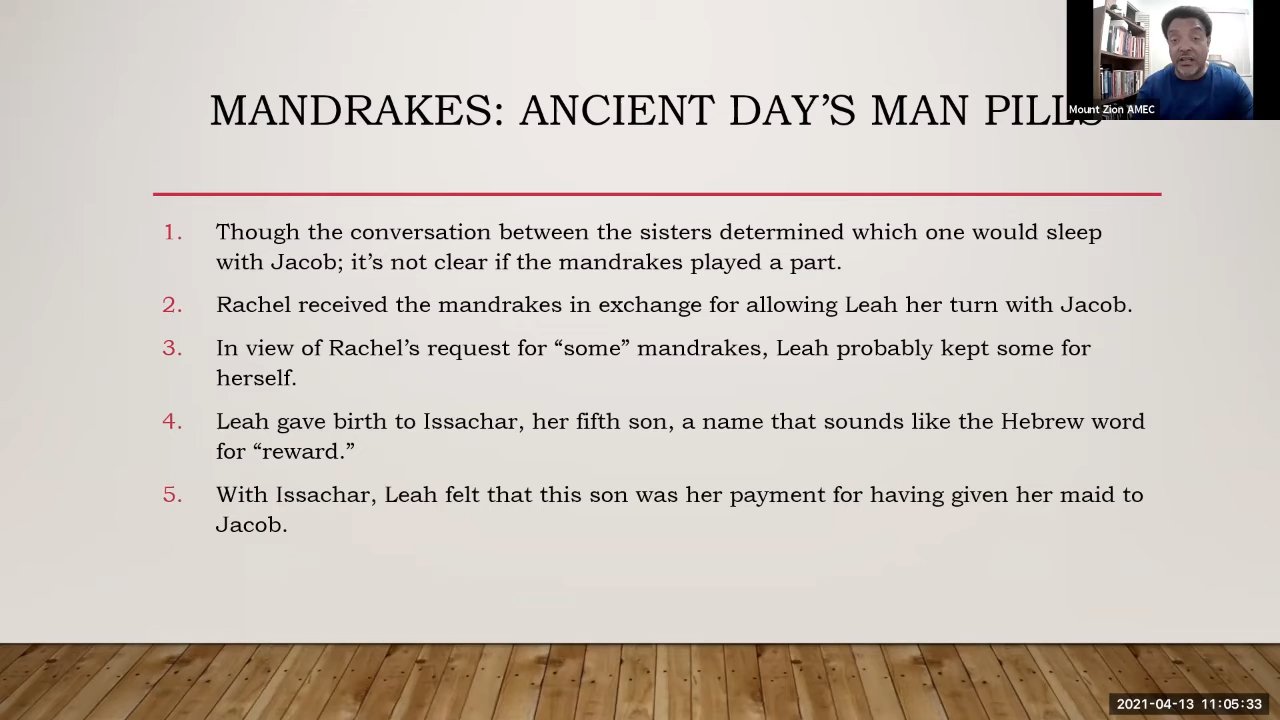 MANDRAKES: ANCIENT DAY’S MAN PILLS
Mount Zion AMEC
1. Though the conversation between the sisters determined which one would sleep
with Jacob; it’s not clear if the mandrakes played a part.
2. Rachel received the mandrakes in exchange for allowing Leah her turn with Jacob.
3. In view of Rachel’s request for “some” mandrakes, Leah probably kept some for
herself.
4. Leah gave birth to Issachar, her fifth son, a name that sounds like the Hebrew word
for “reward.”
5. With Issachar, Leah felt that this son was her payment for having given her maid to
Jacob.
2021-04-13 11:05:33